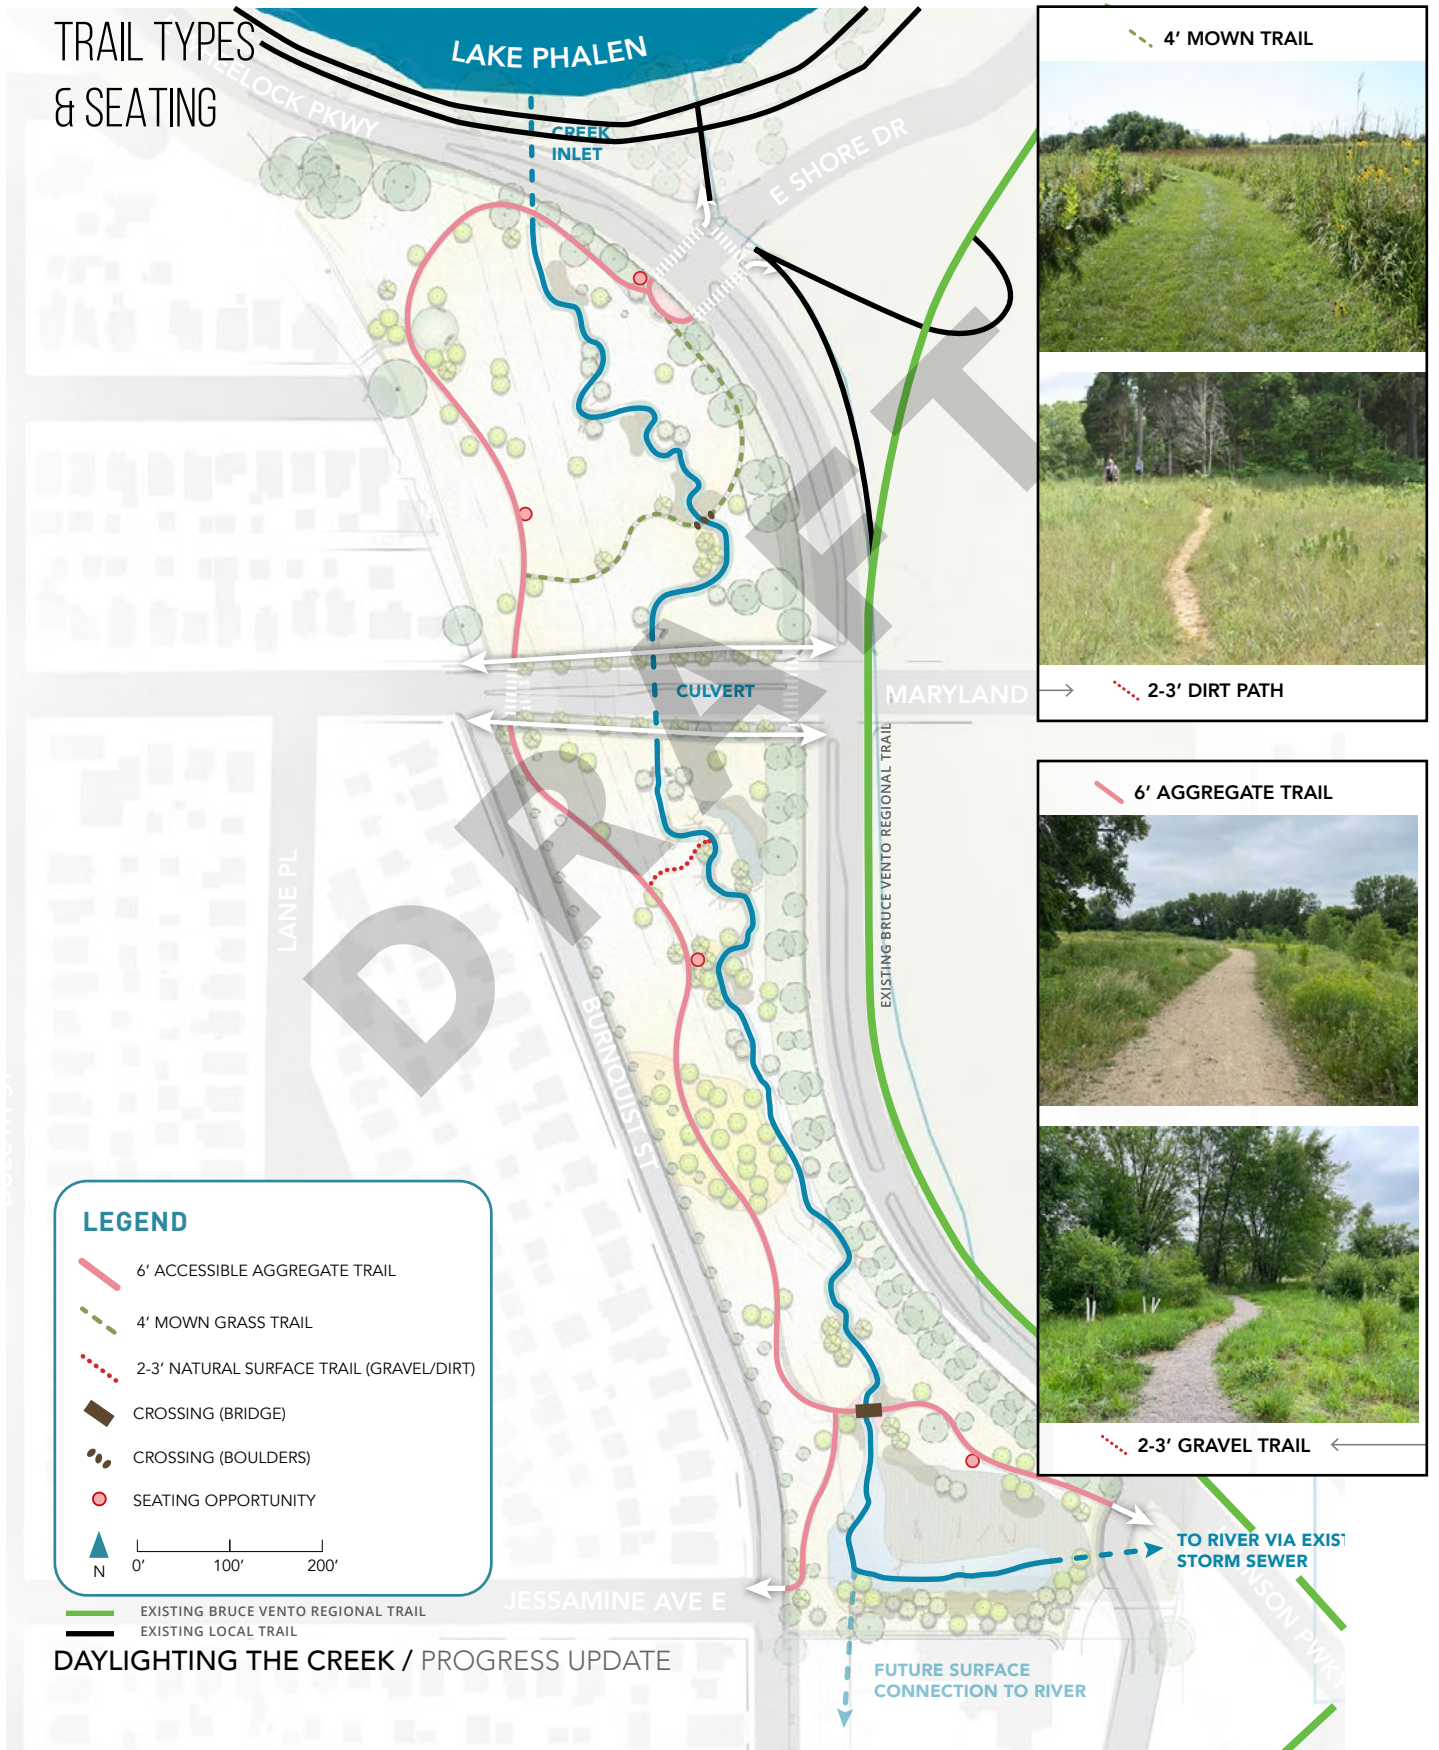 TRAIL TYPES
& SEATING
LAKE PHALEN
WHEELOCK PKWY
CREEK
INLET
E SHORE DR
4' MOWN TRAIL
2-3' DIRT PATH
CULVERT
MARYLAND
EXISTING BRUCE VENTO REGIONAL TRAIL
6' AGGREGATE TRAIL
2-3' GRAVEL TRAIL
LANE PL
BURNQUIST ST
DRAFT
LEGEND
6' ACCESSIBLE AGGREGATE TRAIL
4' MOWN GRASS TRAIL
2-3' NATURAL SURFACE TRAIL (GRAVEL/DIRT)
CROSSING (BRIDGE)
CROSSING (BOULDERS)
SEATING OPPORTUNITY
N
0' 100' 200'
EXISTING BRUCE VENTO REGIONAL TRAIL
EXISTING LOCAL TRAIL
JESSAMINE AVE E
TO RIVER VIA EXIST
STORM SEWER
FUTURE SURFACE
CONNECTION TO RIVER
DAYLIGHTING THE CREEK / PROGRESS UPDATE